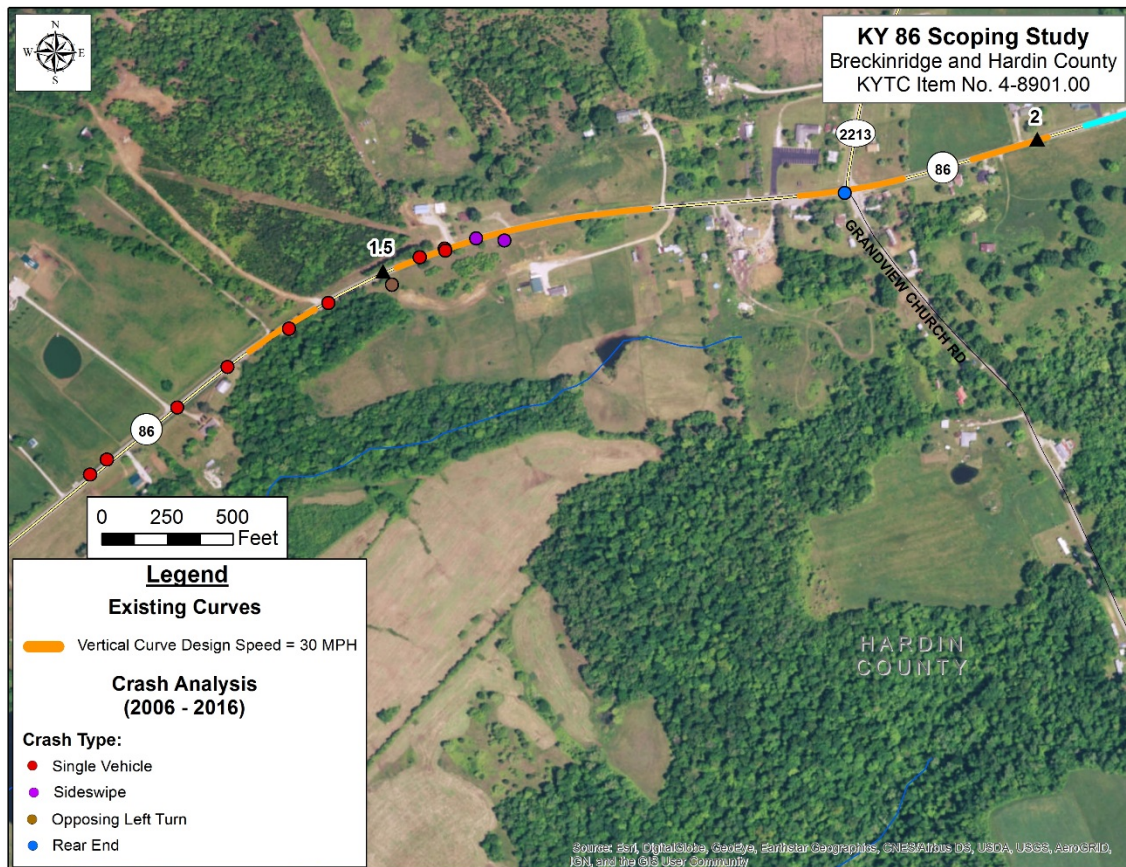 N
W E
S
KY 86 Scoping Study
Breckinridge and Hardin County
KYTC Item No. 4-8901.00
2
2213
86
1.5
GRANDVIEW CHURCH RD
86
0 250 500
Feet
HARDIN
COUNTY
Legend
Existing Curves
Vertical Curve Design Speed = 30 MPH
Crash Analysis
(2006 - 2016)
Crash Type:
Single Vehicle
Sideswipe
Opposing Left Turn
Rear End
Source: Esri, DigitalGlobe, GeoEye, Earthstar Geographics, CNES/Airbus DS, USDA, USGS, AeroGRID,
IGN, and the GIS User Community